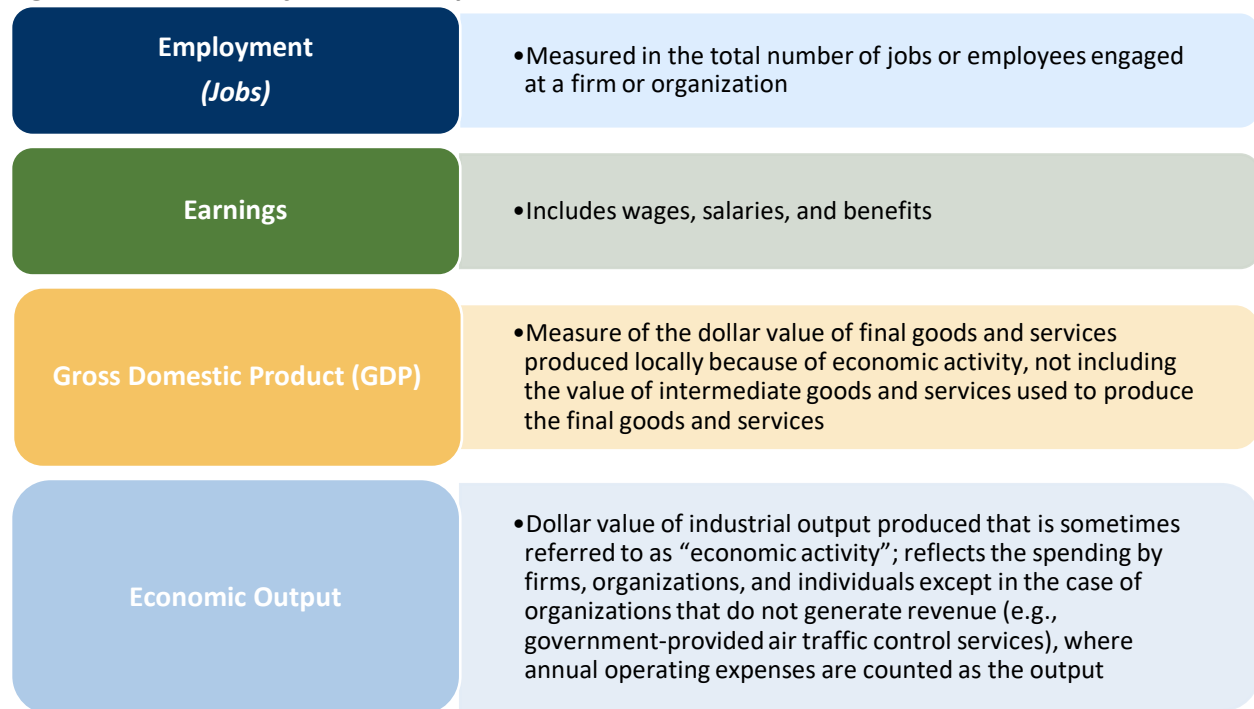 Employment
(Jobs)
•Measured in the total number of jobs or employees engaged
at a firm or organization
Earnings
•Includes wages, salaries, and benefits
Gross Domestic Product (GDP)
•Measure of the dollar value of final goods and services
produced locally because of economic activity, not including
the value of intermediate goods and services used to produce
the final goods and services
Economic Output
•Dollar value of industrial output produced that is sometimes
referred to as “economic activity”; reflects the spending by
firms, organizations, and individuals except in the case of
organizations that do not generate revenue (e.g.,
government-provided air traffic control services), where
annual operating expenses are counted as the output